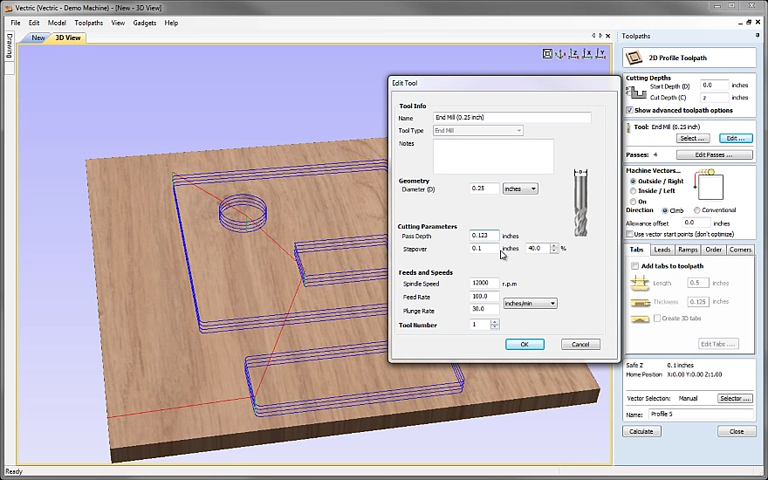 Vectric (Vectric - Demo Machine) - [New - 3D View]
File Edit Model Toolpaths View Gadgets Help
Drawing
New 3D View
Toolpaths
2D Profile Toolpath
Cutting Depths
Start Depth (D) 0.0 inches
Cut Depth (C) 2 inches
Show advanced toolpath options
Tool: End Mill (0.25 inch)
Select ... Edit ...
Passes: 4 Edit Passes ...
Machine Vectors...
Outside / Right
Inside / Left
On
Direction Climb Conventional
Allowance offset 0.0 inches
Use vector start points (don't optimize)
Tabs Leads Ramps Order Corners
Add tabs to toolpath
Length 0.5 inches
Thickness 0.125 inches
Create 3D tabs
Edit Tabs ...
Safe Z 0.1 inches
Home Position X:0.00 Y:0.00 Z:1.00
Vector Selection: Manual Selector ...
Name: Profile 5
Calculate Close
Edit Tool
Tool Info
Name End Mill (0.25 inch)
Tool Type End Mill
Notes
Geometry
Diameter (D) 0.25 inches
D
Cutting Parameters
Pass Depth 0.123 inches
Stepover 0.1 inches 40.0 %
Feeds and Speeds
Spindle Speed 12000 r.p.m
Feed Rate 100.0 inches/min
Plunge Rate 30.0
Tool Number 1
OK Cancel
Ready